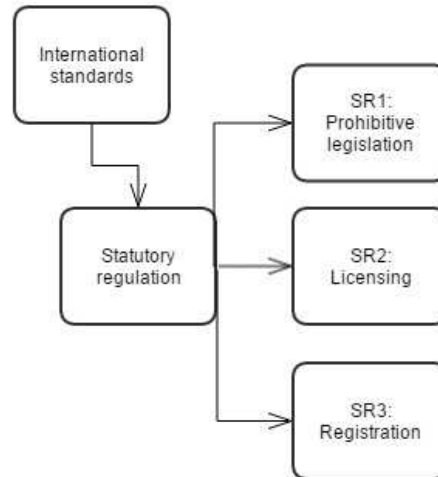 International
standards
Statutory
regulation
SR1:
Prohibitive
legislation
SR2:
Licensing
SR3:
Registration